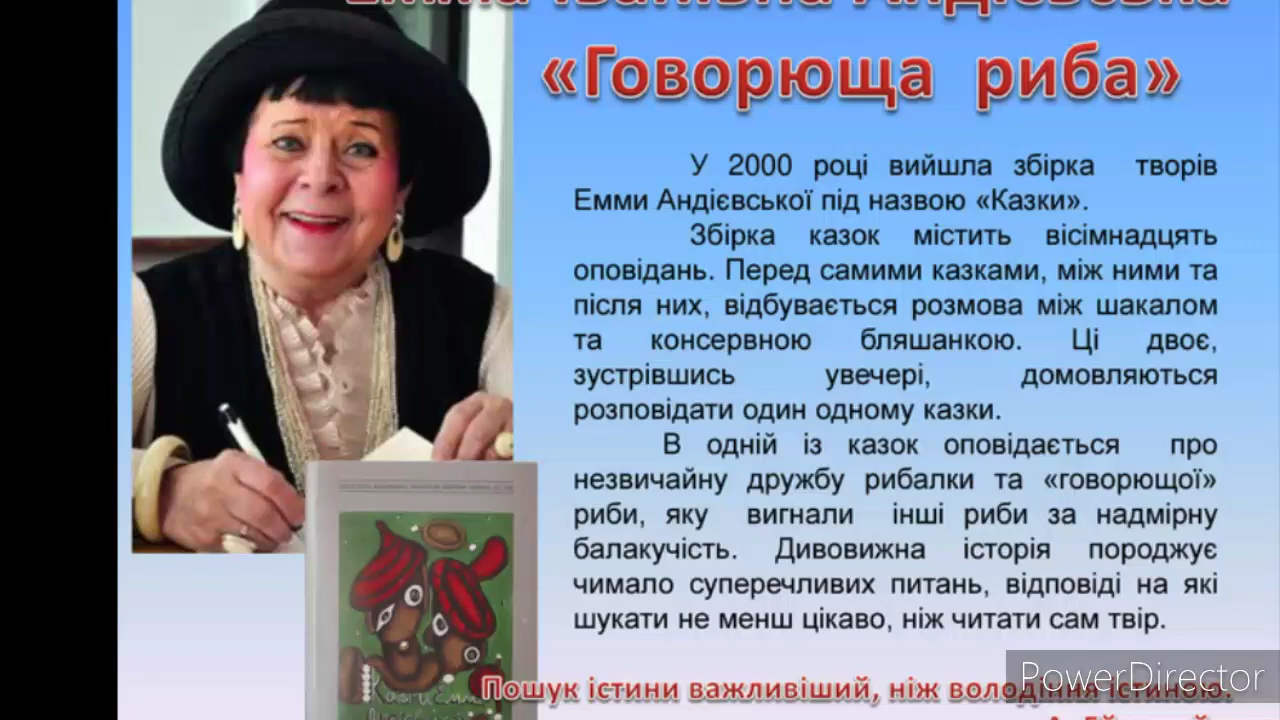 Емма Іванівна Андієвська
«Говорюща риба»
У 2000 році вийшла збірка творів
Емми Андієвської під назвою «Казки».
Збірка казок містить вісімнадцять
оповідань. Перед самими казками, між ними та
після них, відбувається розмова між шакалом
та консервною бляшанкою. Ці двоє,
зустрівшись увечері, домовляються
розповідати один одному казки.
В одній із казок оповідається про
незвичайну дружбу рибалки та «говорющої»
риби, яку вигнали інші риби за надмірну
балакучість. Дивовижна історія породжує
чимало суперечливих питань, відповіді на які
шукати не менш цікаво, ніж читати сам твір.
Пошук істини важливіший, ніж володіння істиною.
PowerDirector